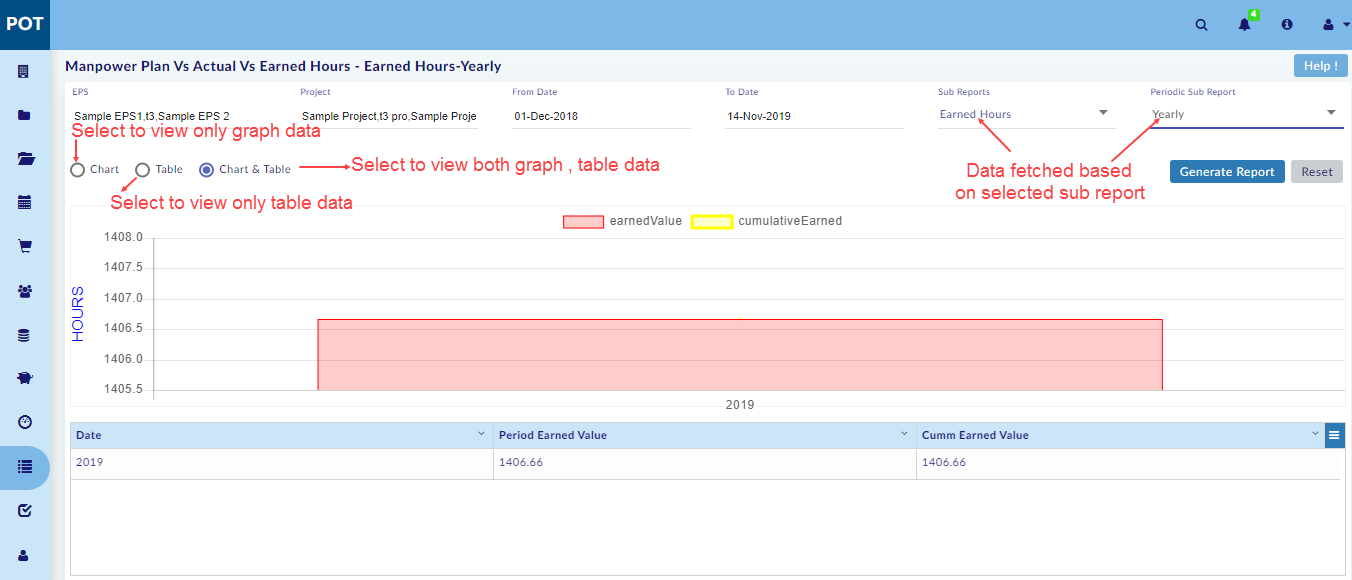 POT
4
Manpower Plan Vs Actual Vs Earned Hours - Earned Hours-Yearly
Help !
EPS
Project
From Date
To Date
Sub Reports
Periodic Sub Report
Sample EPS1,t3,Sample EPS 2
Sample Project,t3 pro,Sample Proje
01-Dec-2018
14-Nov-2019
Earned Hours
Yearly
Select to view only graph data
Chart
Table
Chart & Table
Select to view both graph , table data
Data fetched based
on selected sub report
Generate Report
Reset
Select to view only table data
earnedValue
cumulativeEarned
1408.0
1407.5
1407.0
1406.5
1406.0
1405.5
HOURS
2019
Date
Period Earned Value
Cumm Earned Value
2019
1406.66
1406.66